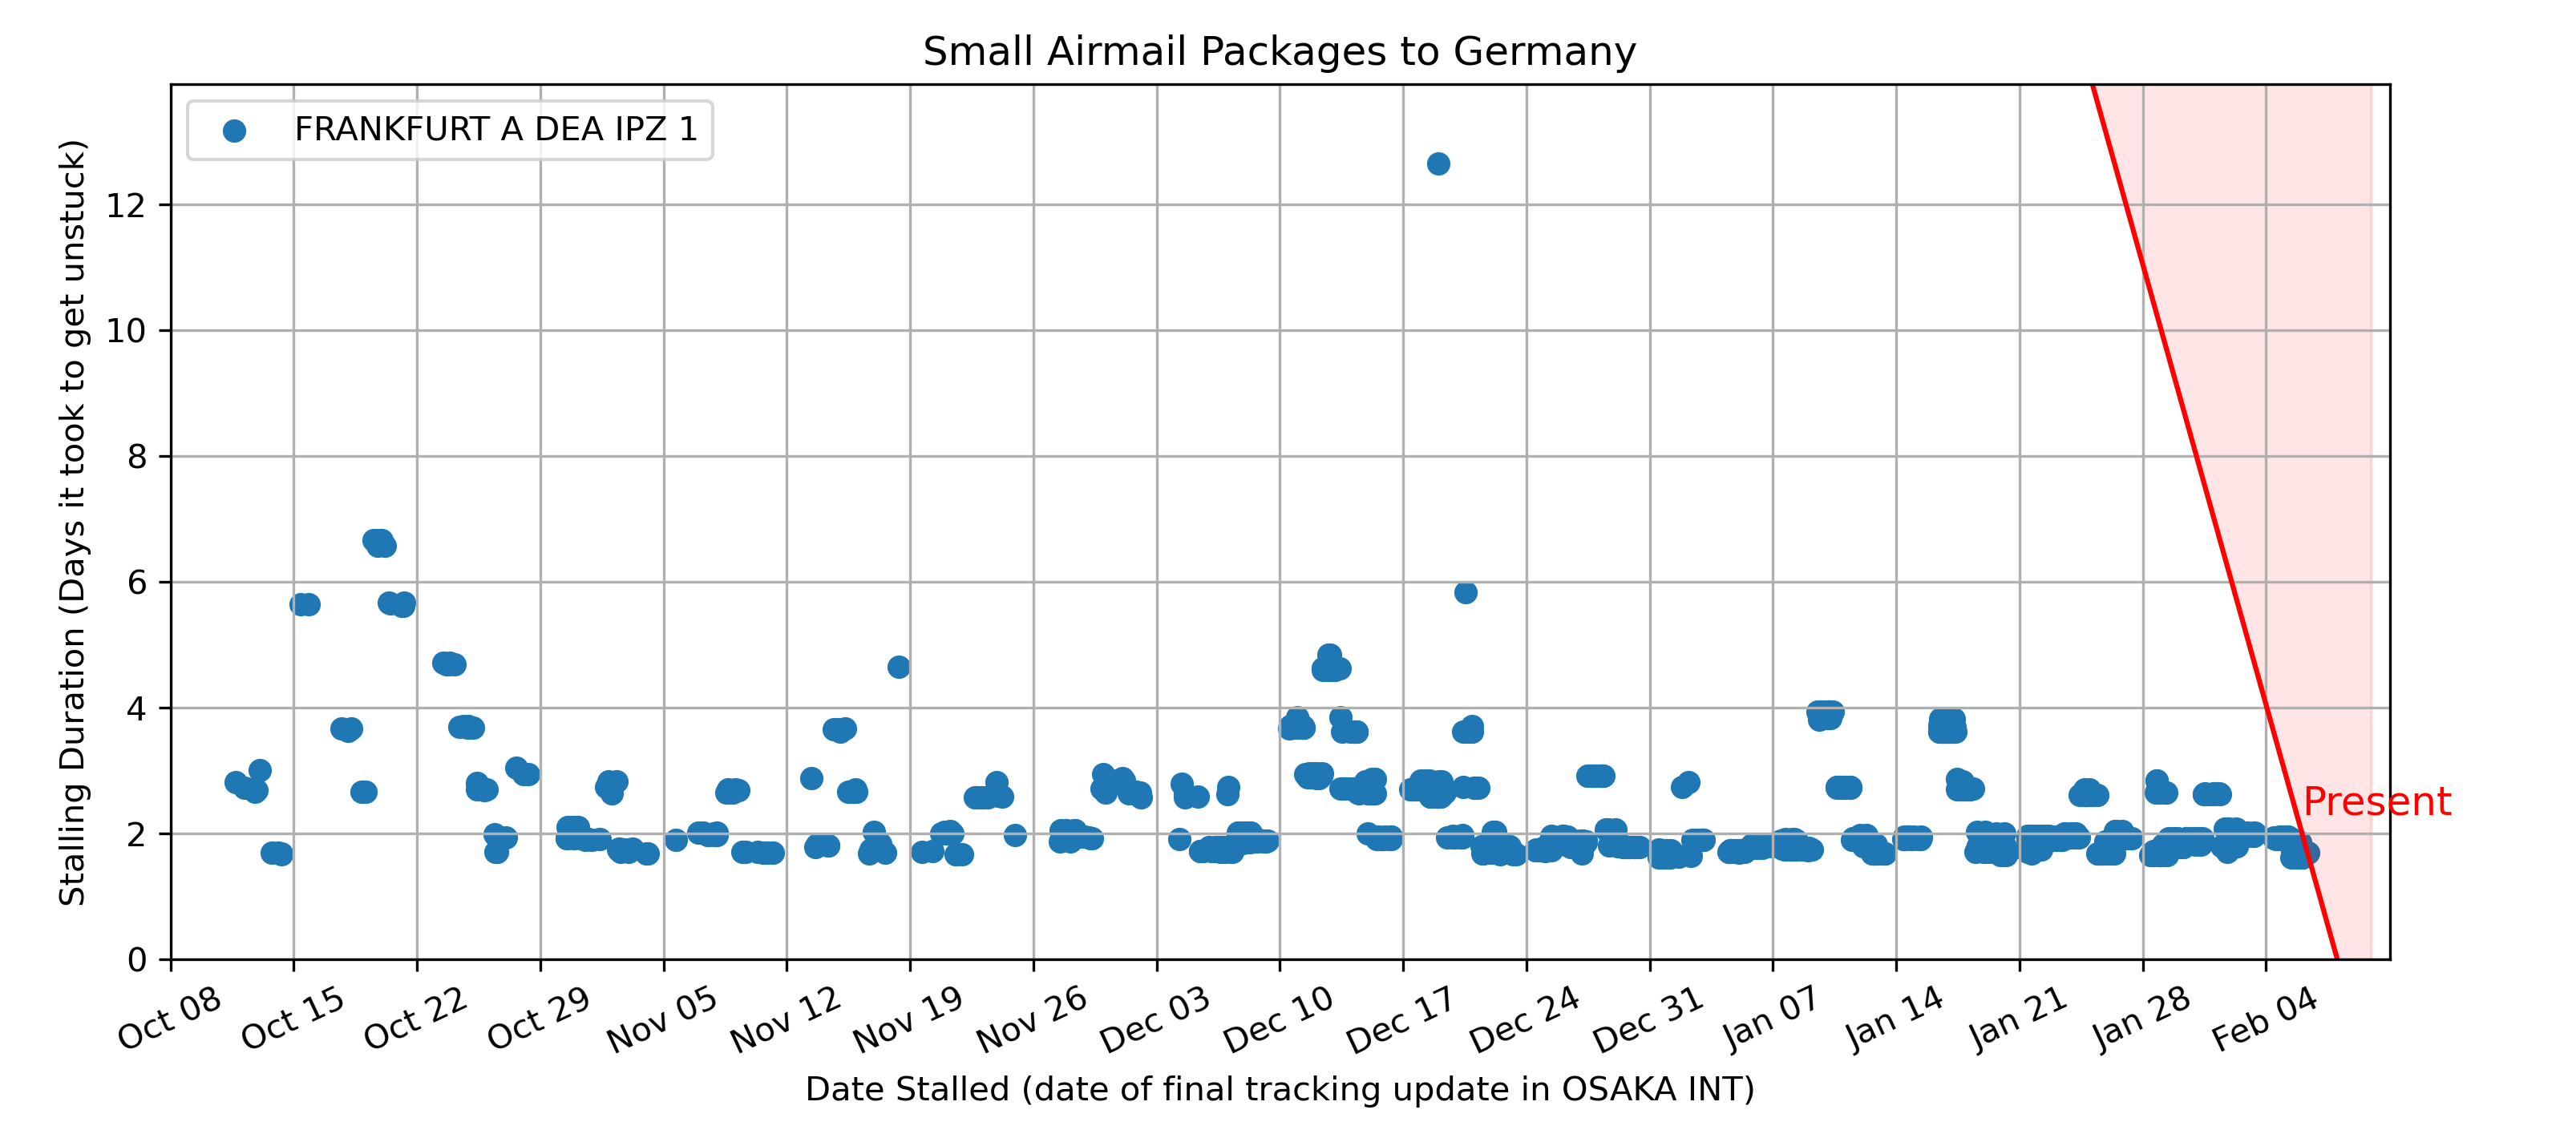 Small Airmail Packages to Germany
FRANKFURT A DEA IPZ 1
Stalling Duration (Days it took to get unstuck)
12
10
8
6
4
2
0
Present
Oct 08
Oct 15
Oct 22
Oct 29
Nov 05
Nov 12
Nov 19
Nov 26
Dec 03
Dec 10
Dec 17
Dec 24
Dec 31
Jan 07
Jan 14
Jan 21
Jan 28
Feb 04
Date Stalled (date of final tracking update in OSAKA INT)